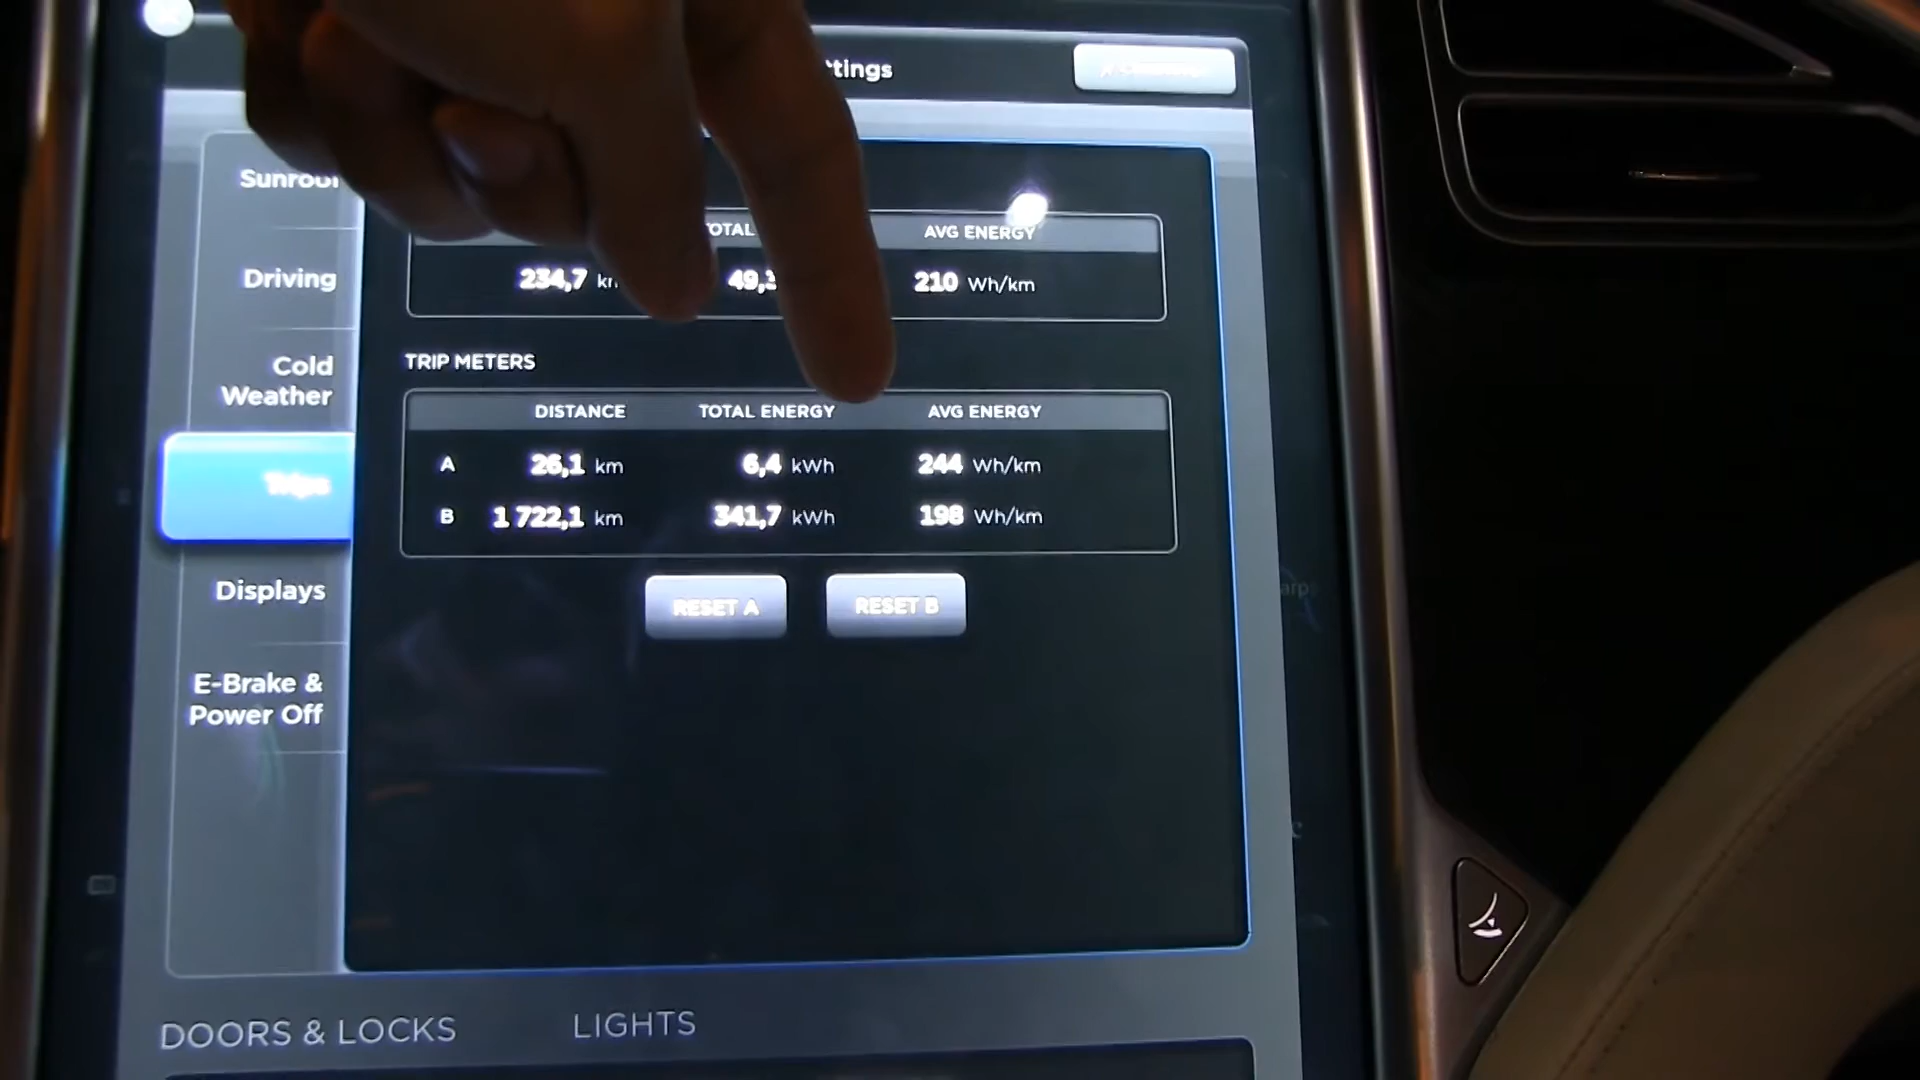 ttings
Sunroof
TOTAL AVG ENERGY
Driving
234,7 km 49,3 210 Wh/km
TRIP METERS
Cold
Weather
DISTANCE TOTAL ENERGY AVG ENERGY
A 26,1 km 6,4 kWh 244 Wh/km
Trips
B 1 722,1 km 341,7 kWh 198 Wh/km
Displays
RESET A RESET B
E-Brake &
Power Off
DOORS & LOCKS LIGHTS